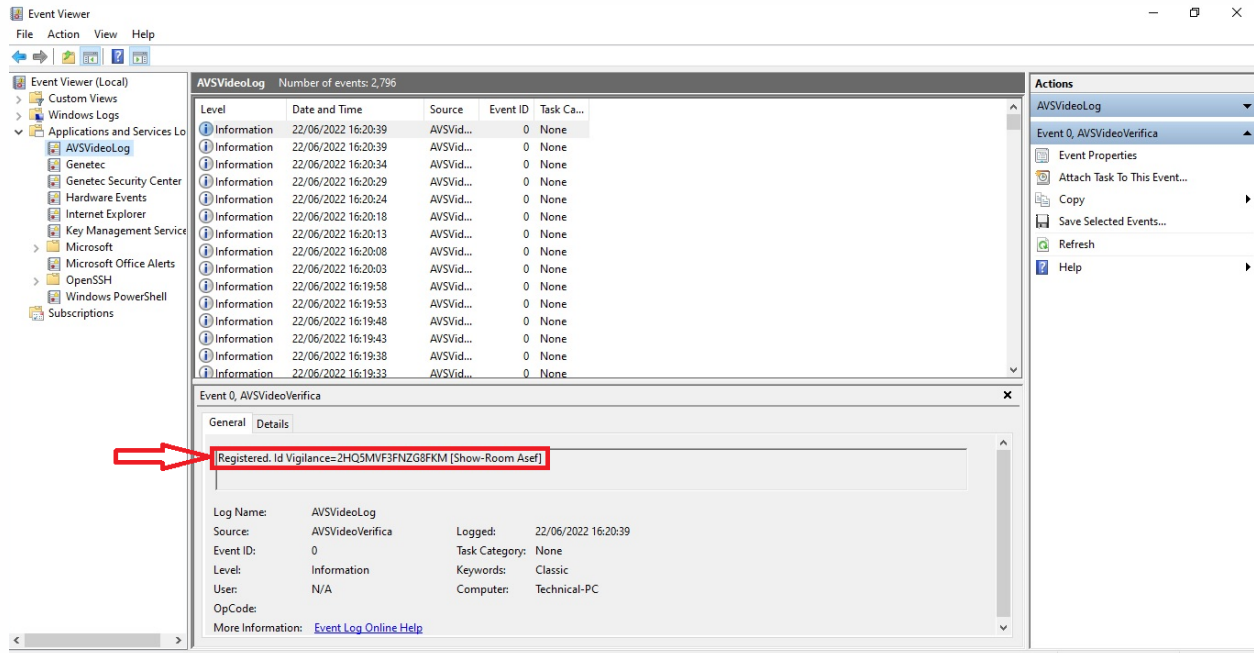 Event Viewer
File Action View Help
Event Viewer (Local)
Custom Views
Windows Logs
Applications and Services Lo
AVSVideoLog
Genetec
Genetec Security Center
Hardware Events
Internet Explorer
Key Management Service
Microsoft
Microsoft Office Alerts
OpenSSH
Windows PowerShell
Subscriptions
AVSVideoLog Number of events: 2,796
Level Date and Time Source Event ID Task Ca...
Information 22/06/2022 16:20:39 AVSVid... 0 None
Information 22/06/2022 16:20:39 AVSVid... 0 None
Information 22/06/2022 16:20:34 AVSVid... 0 None
Information 22/06/2022 16:20:29 AVSVid... 0 None
Information 22/06/2022 16:20:24 AVSVid... 0 None
Information 22/06/2022 16:20:18 AVSVid... 0 None
Information 22/06/2022 16:20:13 AVSVid... 0 None
Information 22/06/2022 16:20:08 AVSVid... 0 None
Information 22/06/2022 16:20:03 AVSVid... 0 None
Information 22/06/2022 16:19:58 AVSVid... 0 None
Information 22/06/2022 16:19:53 AVSVid... 0 None
Information 22/06/2022 16:19:48 AVSVid... 0 None
Information 22/06/2022 16:19:43 AVSVid... 0 None
Information 22/06/2022 16:19:38 AVSVid... 0 None
Information 22/06/2022 16:19:33 AVSVid... 0 None
Event 0, AVSVideoVerifica
General Details
Registered. Id Vigilance=2HQ5MVF3FNZG8FKM [Show-Room Asef]
Log Name: AVSVideoLog
Source: AVSVideoVerifica Logged: 22/06/2022 16:20:39
Event ID: 0 Task Category: None
Level: Information Keywords: Classic
User: N/A Computer: Technical-PC
OpCode:
More Information: Event Log Online Help
Actions
AVSVideoLog
Event 0, AVSVideoVerifica
Event Properties
Attach Task To This Event...
Copy
Save Selected Events...
Refresh
Help